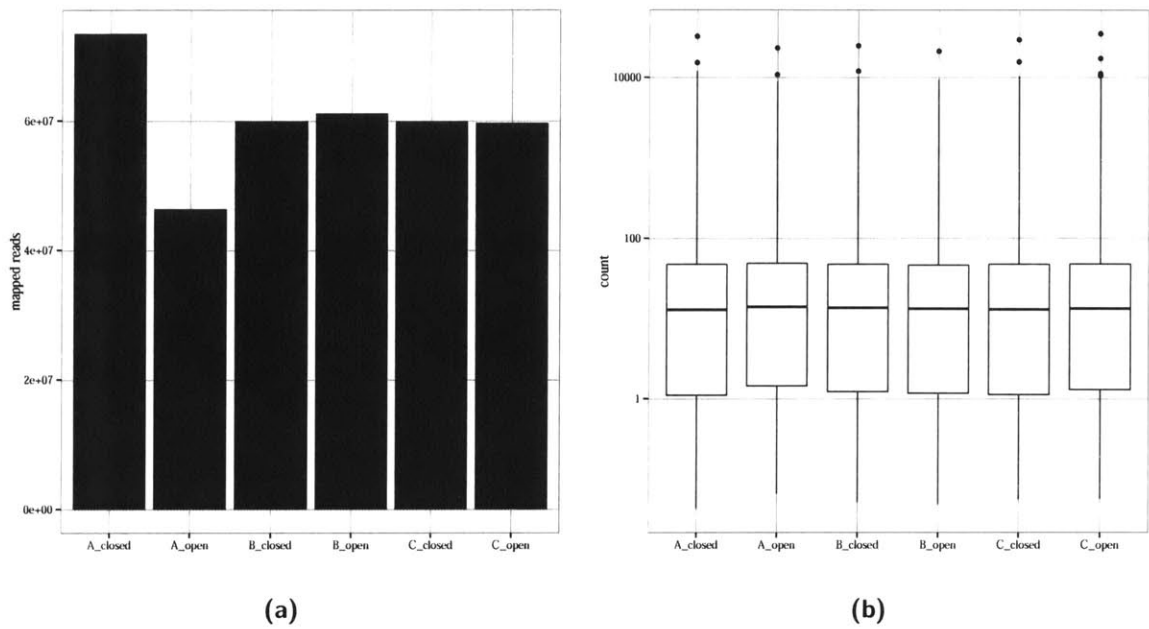 mapped reads
6e+07
4e+07
2e+07
0e+00
A_closed
A_open
B_closed
B_open
C_closed
C_open
(a)
count
10000
100
1
A_closed
A_open
B_closed
B_open
C_closed
C_open
(b)